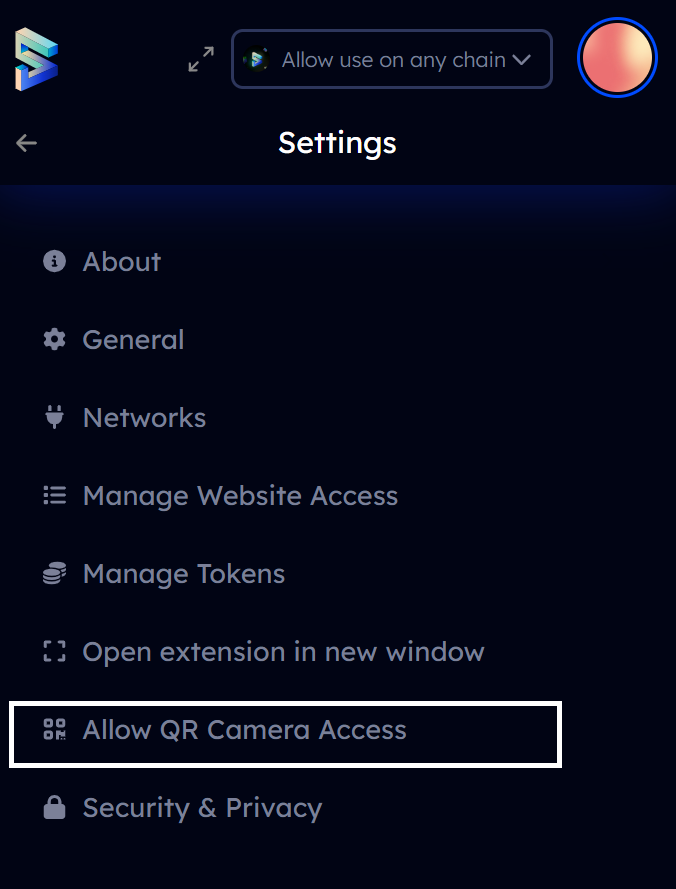 Allow use on any chain
Settings
About
General
Networks
Manage Website Access
Manage Tokens
Open extension in new window
Allow QR Camera Access
Security & Privacy